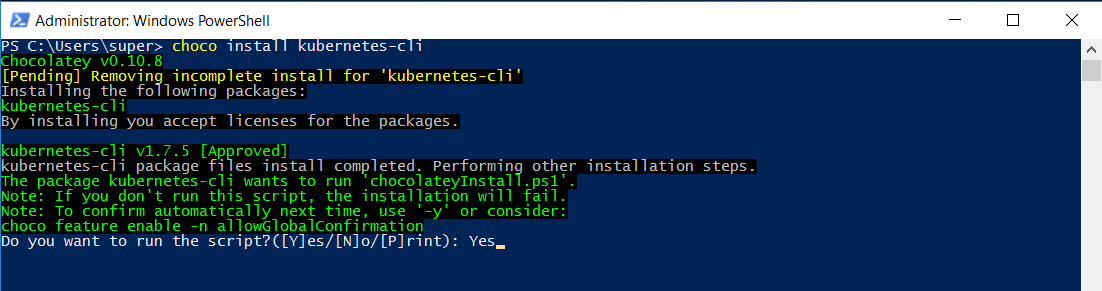 Administrator: Windows PowerShell
PS C:\Users\super> choco install kubernetes-cli
Chocolatey v0.10.8
[Pending] Removing incomplete install for 'kubernetes-cli'
Installing the following packages:
kubernetes-cli
By installing you accept licenses for the packages.
kubernetes-cli v1.7.5 [Approved]
kubernetes-cli package files install completed. Performing other installation steps.
The package kubernetes-cli wants to run 'chocolateyInstall.ps1'.
Note: If you don't run this script, the installation will fail.
Note: To confirm automatically next time, use '-y' or consider:
choco feature enable -n allowGlobalConfirmation
Do you want to run the script?([Y]es/[N]o/[P]rint): Yes